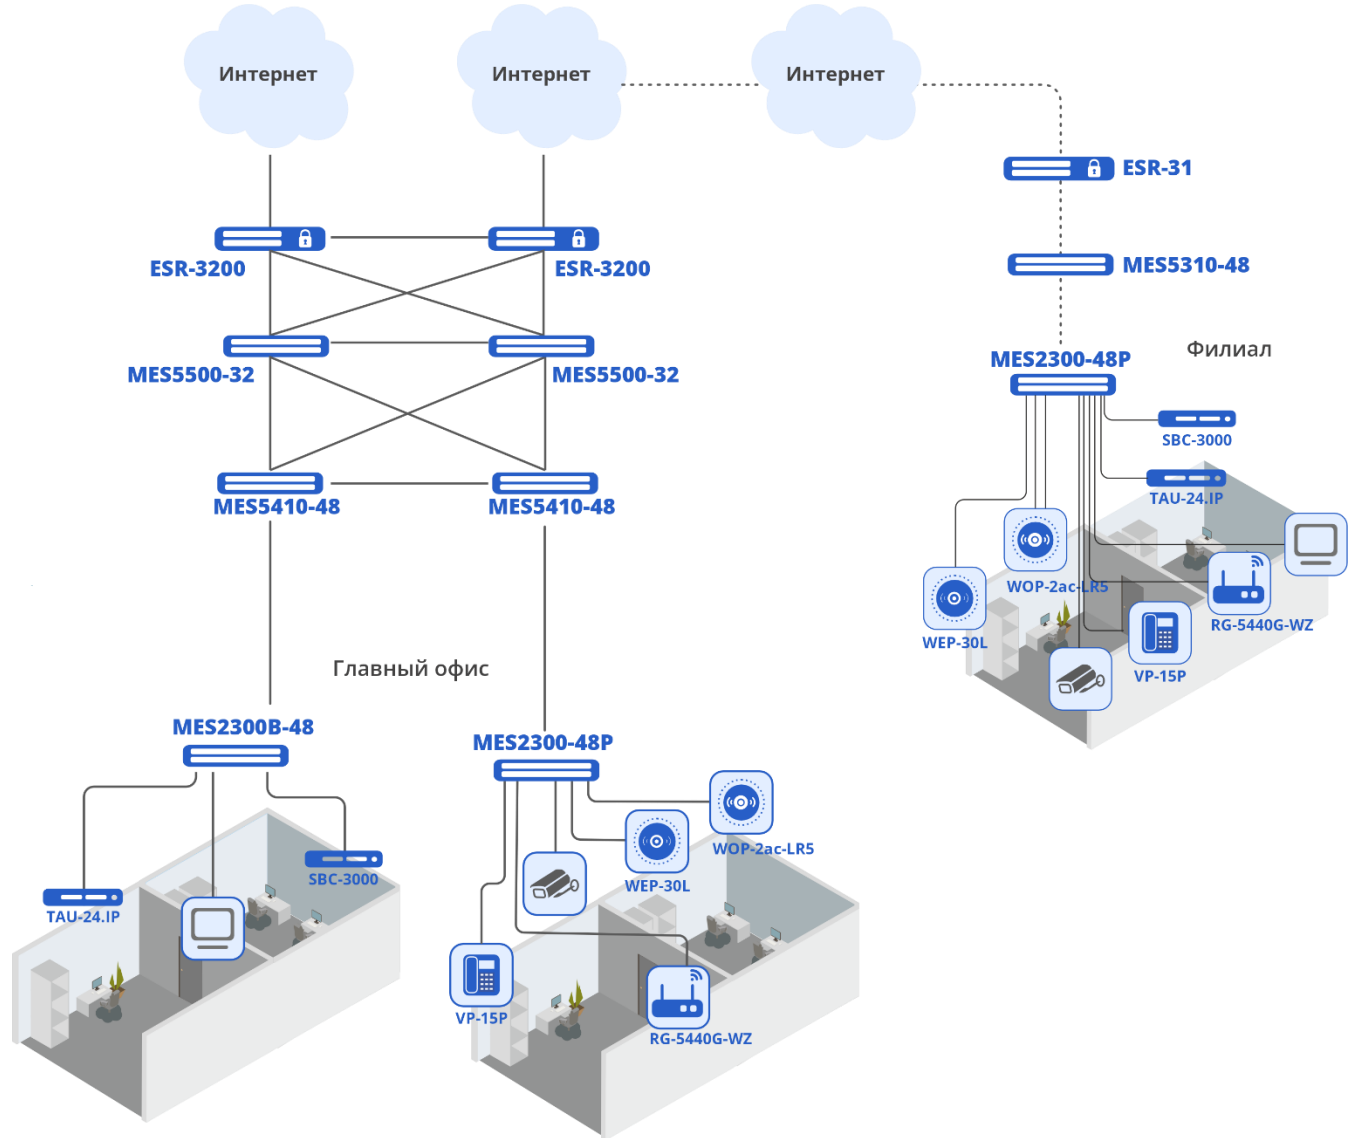 Интернет
Интернет
Интернет
ESR-31
ESR-3200
ESR-3200
MES5310-48
MES5500-32
MES5500-32
Филиал
MES2300-48P
SBC-3000
TAU-24.IP
MES5410-48
MES5410-48
WOP-2ac-LR5
WEP-30L
RG-5440G-WZ
VP-15P
Главный офис
MES2300B-48
MES2300-48P
WOP-2ac-LR5
SBC-3000
WEP-30L
TAU-24.IP
VP-15P
RG-5440G-WZ